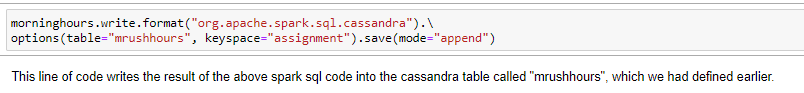 morninghours.write.format("org.apache.spark.sql.cassandra").\
options(table="mrushhours", keyspace="assignment").save(mode="append")
This line of code writes the result of the above spark sql code into the cassandra table called "mrushhours", which we had defined earlier.